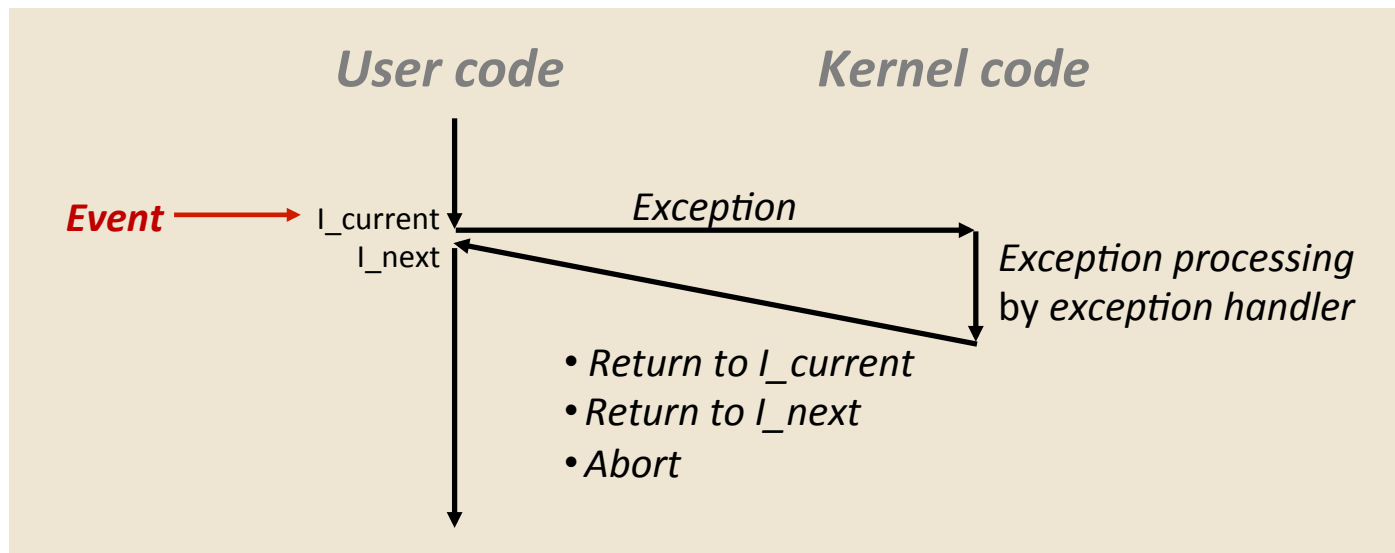 User code
Kernel code
Event
I_current
I_next
Exception
Exception processing
by exception handler
• Return to I_current
• Return to I_next
• Abort